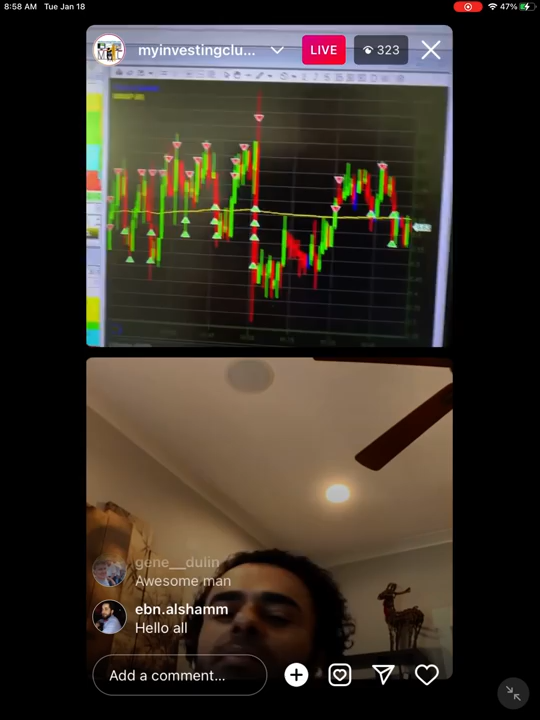 8:58 AM Tue Jan 18
47%
myinvestingclu...
LIVE
323
gene__dulin
Awesome man
ebn.alshamm
Hello all
Add a comment...